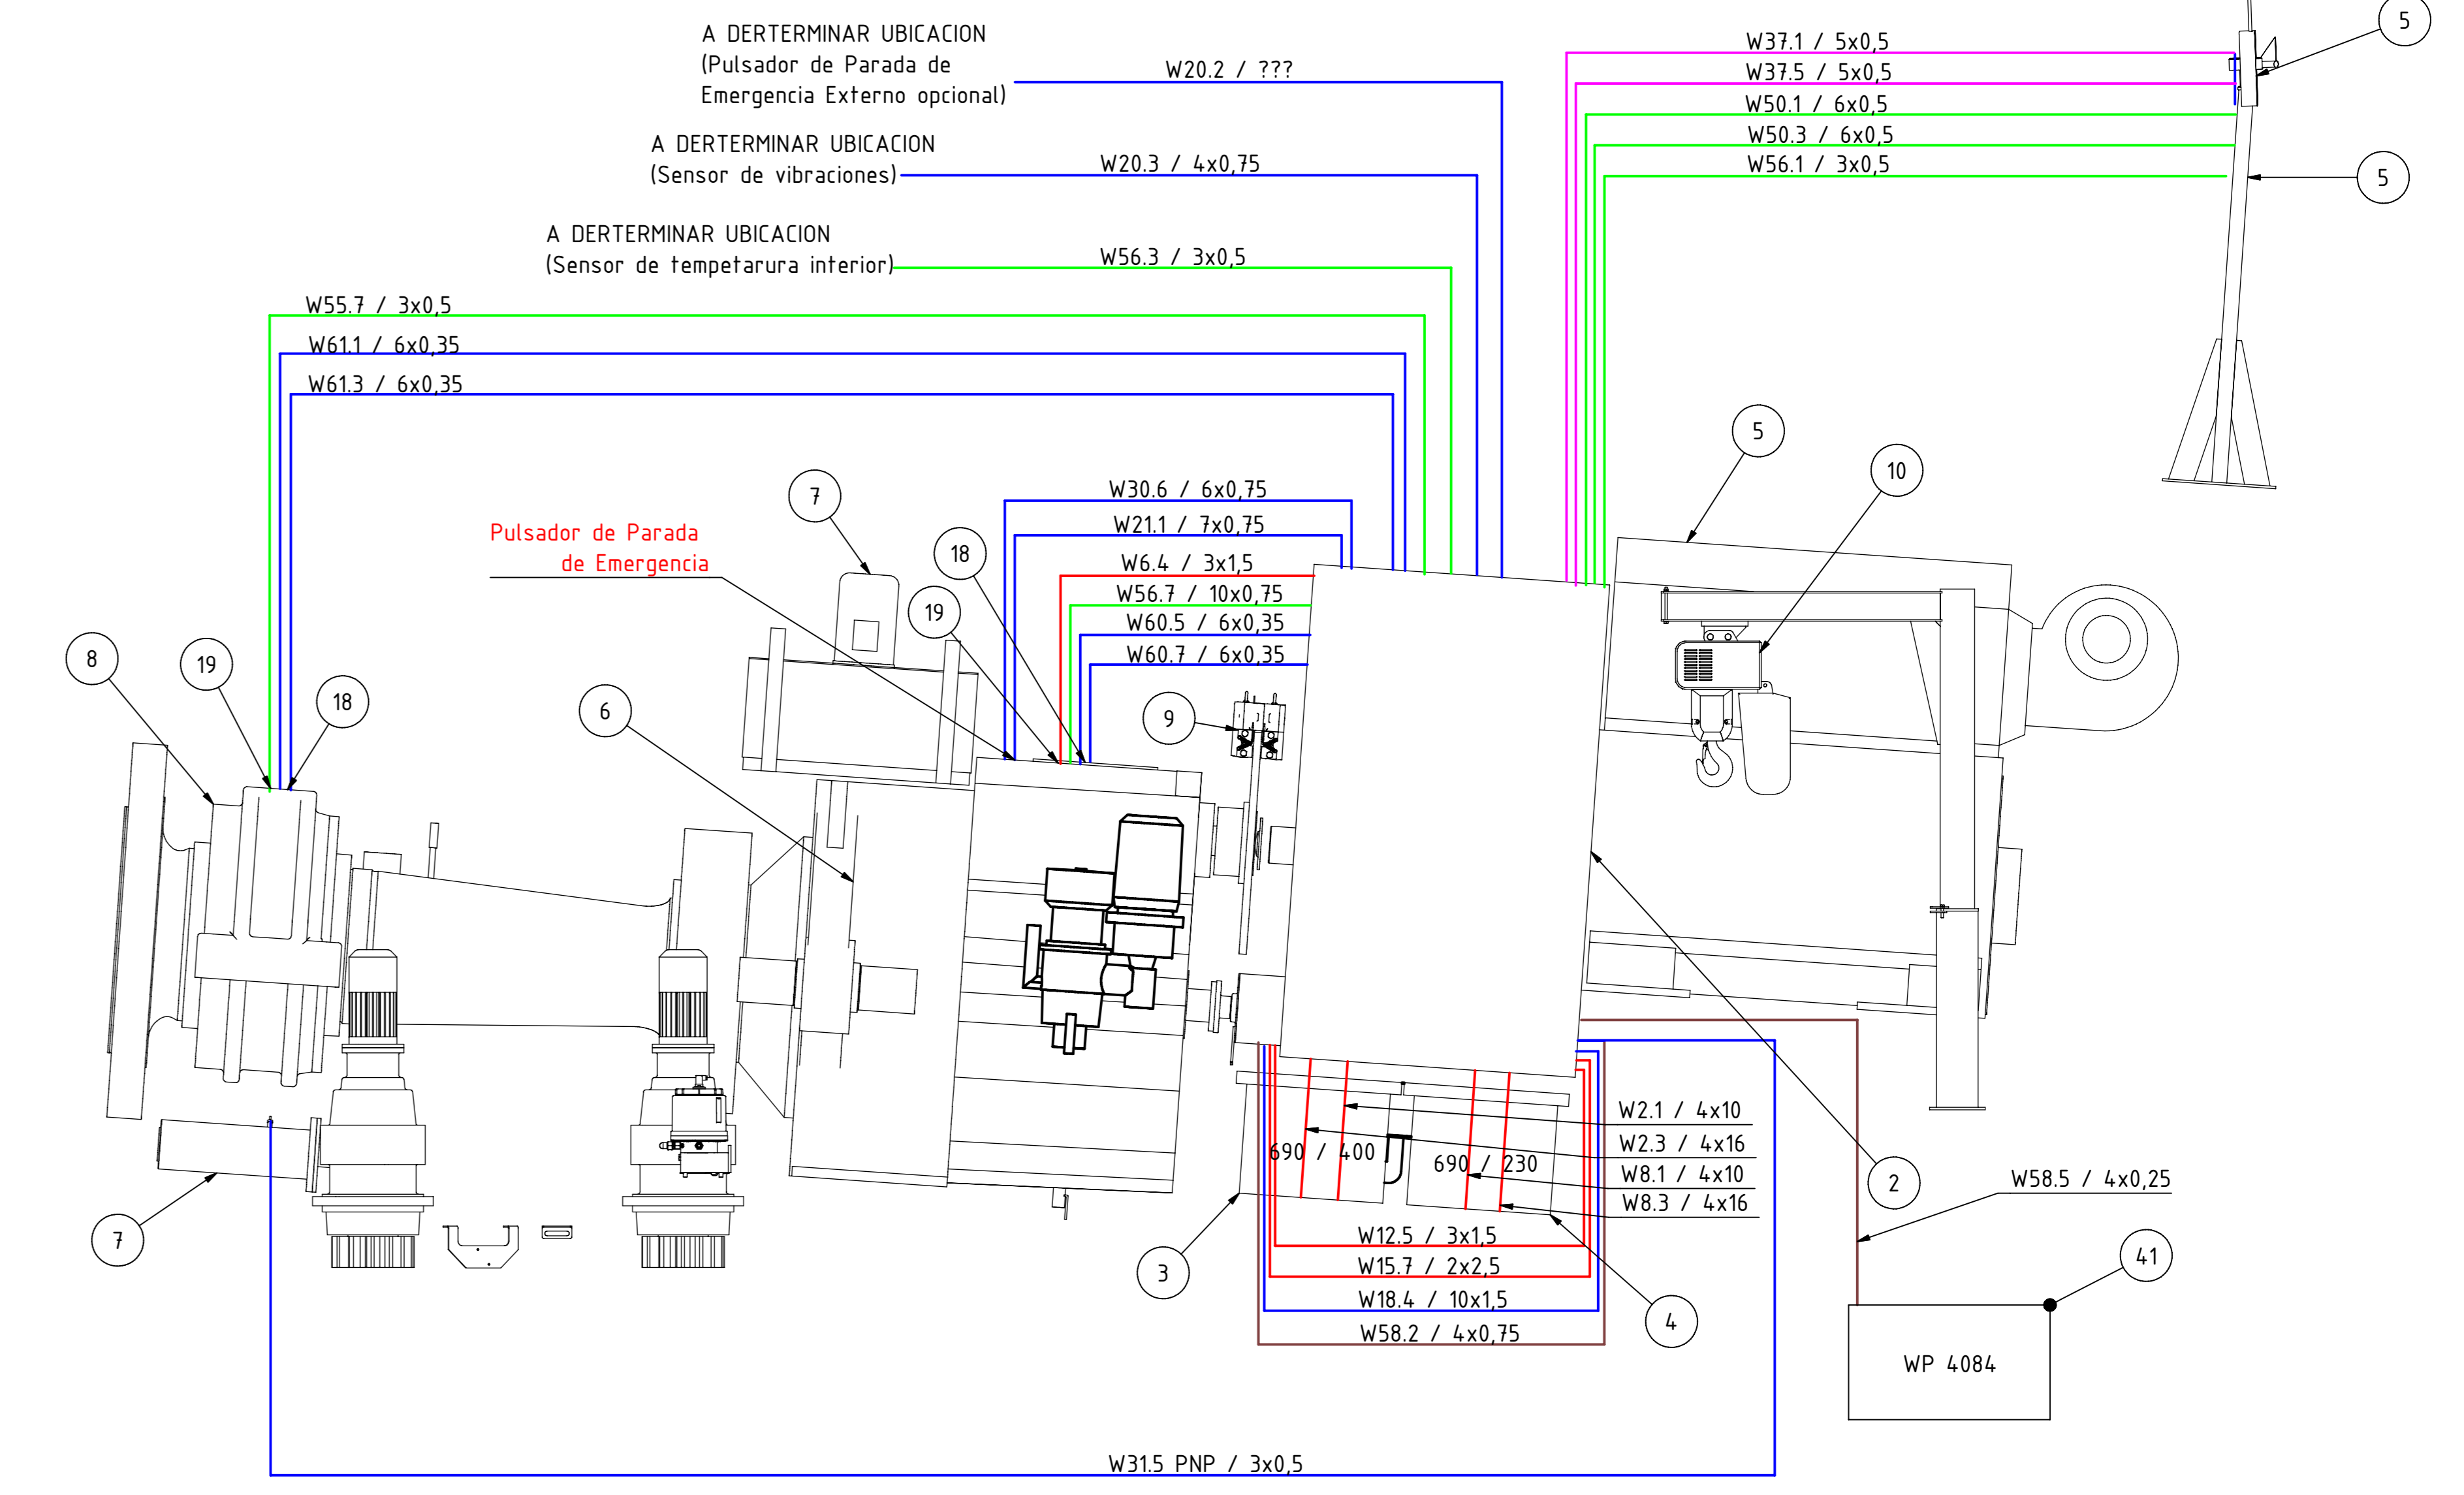 A DERTERMINAR UBICACION
(Pulsador de Parada de
Emergencia Externo opcional)
W20.2 / ???
W37.1 / 5x0,5
W37.5 / 5x0,5
W50.1 / 6x0,5
W50.3 / 6x0,5
W56.1 / 3x0,5
5
5
A DERTERMINAR UBICACION
(Sensor de vibraciones)
W20.3 / 4x0,75
A DERTERMINAR UBICACION
(Sensor de tempetarura interior)
W56.3 / 3x0,5
W55.7 / 3x0,5
W61.1 / 6x0,35
W61.3 / 6x0,35
5
10
7
W30.6 / 6x0,75
W21.1 / 7x0,75
W6.4 / 3x1,5
W56.7 / 10x0,75
W60.5 / 6x0,35
W60.7 / 6x0,35
Pulsador de Parada
de Emergencia
18
19
8
19
18
6
9
W2.1 / 4x10
W2.3 / 4x16
W8.1 / 4x10
W8.3 / 4x16
690 / 400
690 / 230
2
W58.5 / 4x0,25
7
3
W12.5 / 3x1,5
W15.7 / 2x2,5
W18.4 / 10x1,5
W58.2 / 4x0,75
4
41
WP 4084
W31.5 PNP / 3x0,5